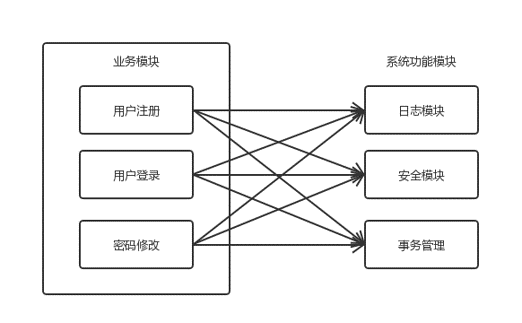 业务模块
系统功能模块
用户注册
日志模块
用户登录
安全模块
密码修改
事务管理